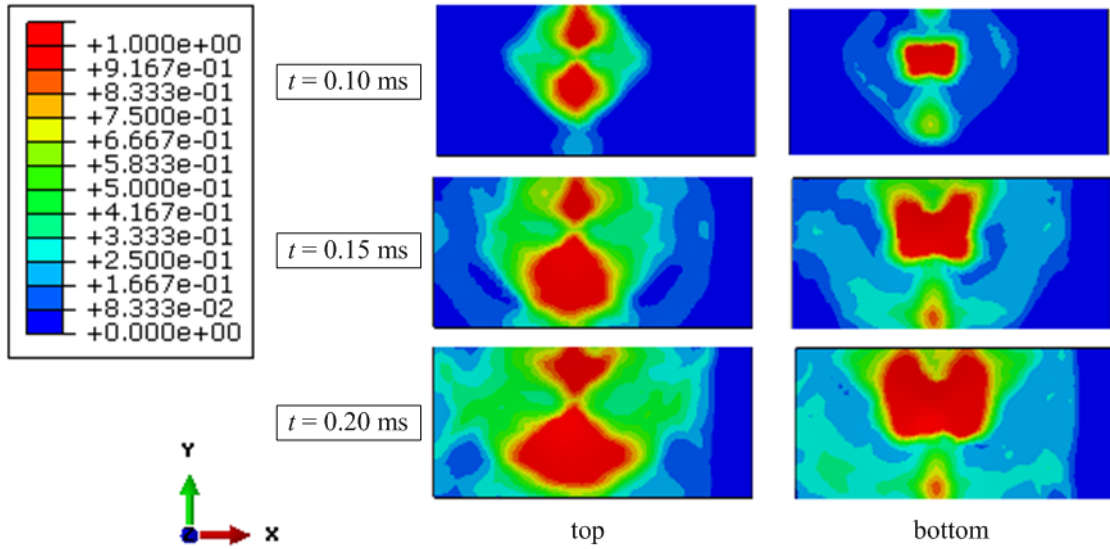 +1.000e+00
+9.167e-01
+8.333e-01
+7.500e-01
+6.667e-01
+5.833e-01
+5.000e-01
+4.167e-01
+3.333e-01
+2.500e-01
+1.667e-01
+8.333e-02
+0.000e+00
t = 0.10 ms
t = 0.15 ms
t = 0.20 ms
Y
Z
X
top
bottom